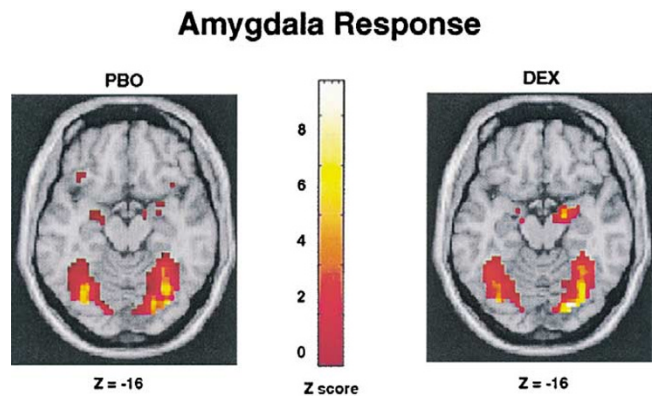 Amygdala Response
PBO
DEX
8
6
4
2
0
Z = -16
Z score
Z = -16